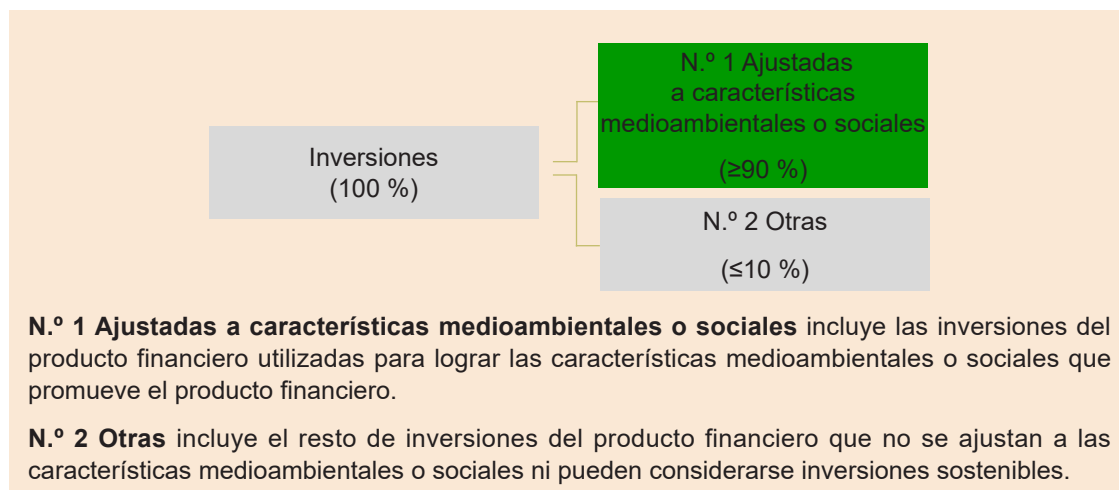 N.º 1 Ajustadas
a características
medioambientales o sociales
(≥90 %)
Inversiones
(100 %)
N.º 2 Otras
(≤10 %)
N.º 1 Ajustadas a características medioambientales o sociales incluye las inversiones del
producto financiero utilizadas para lograr las características medioambientales o sociales que
promueve el producto financiero.
N.º 2 Otras incluye el resto de inversiones del producto financiero que no se ajustan a las
características medioambientales o sociales ni pueden considerarse inversiones sostenibles.